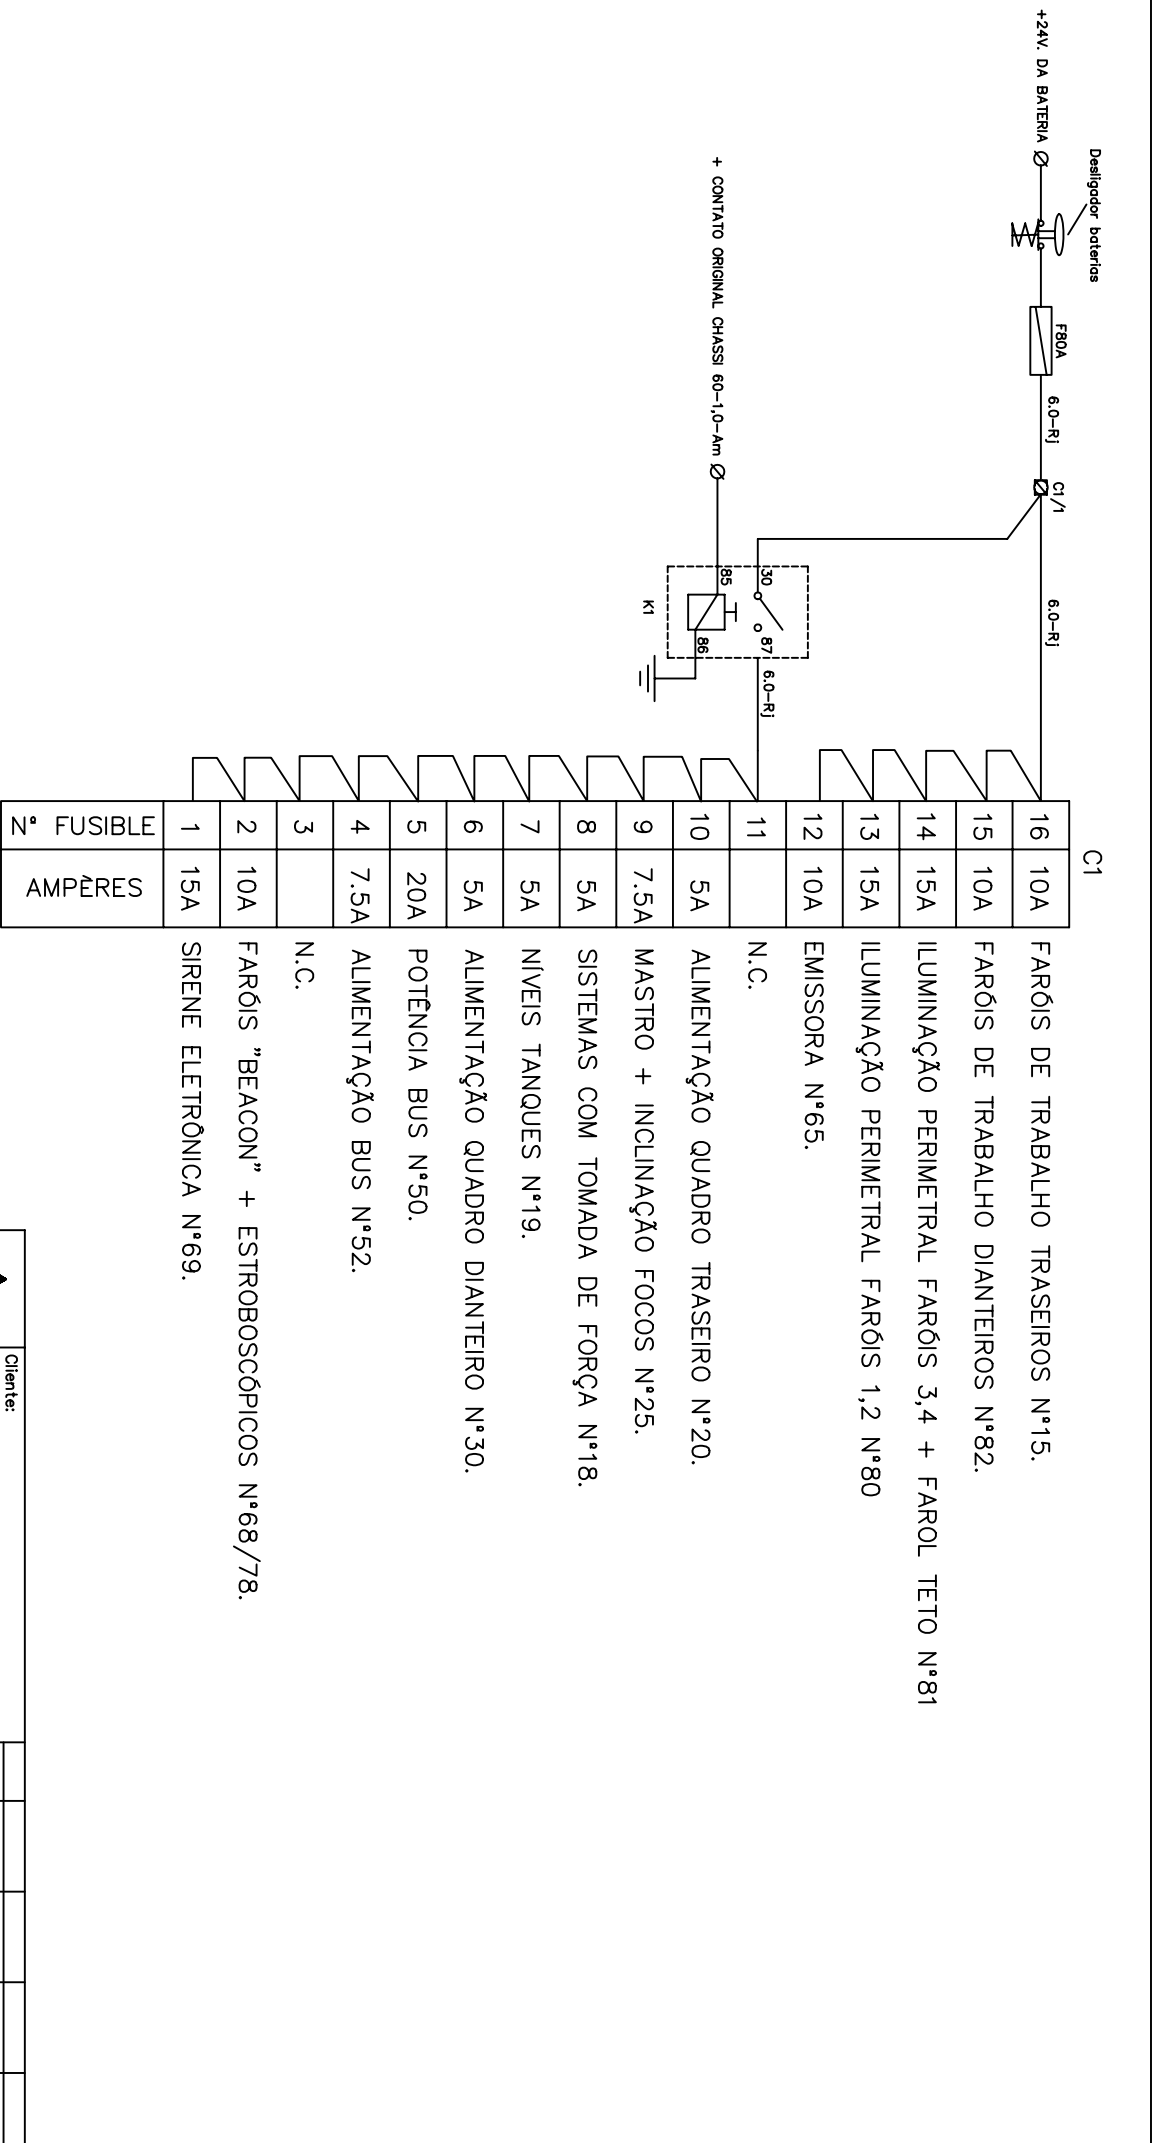 +24V. DA BATERIA
Desligador baterias
F80A
6.0-Rj
C1/1
6.0-Rj
+ CONTATO ORIGINAL CHASSI 60-1,0-Am
85
30
K1
86
87
6.0-Rj
C1
16 10A FARÓIS DE TRABALHO TRASEIROS Nº15.
15 10A FARÓIS DE TRABALHO DIANTEIROS Nº82.
14 15A ILUMINAÇÃO PERIMETRAL FARÓIS 3,4 + FAROL TETO Nº81
13 15A ILUMINAÇÃO PERIMETRAL FARÓIS 1,2 Nº80
12 10A EMISSORA Nº65.
11 N.C.
10 5A ALIMENTAÇÃO QUADRO TRASEIRO Nº20.
9 7.5A MASTRO + INCLINAÇÃO FOCOS Nº25.
8 5A SISTEMAS COM TOMADA DE FORÇA Nº18.
7 5A NÍVEIS TANQUES Nº19.
6 5A ALIMENTAÇÃO QUADRO DIANTEIRO Nº30.
5 20A POTÊNCIA BUS Nº50.
4 7.5A ALIMENTAÇÃO BUS Nº52.
3 N.C.
2 10A FARÓIS "BEACON" + ESTROBOSCÓPICOS Nº68/78.
1 15A SIRENE ELETRÔNICA Nº69.
Nº FUSIBLE AMPÈRES
Cliente: